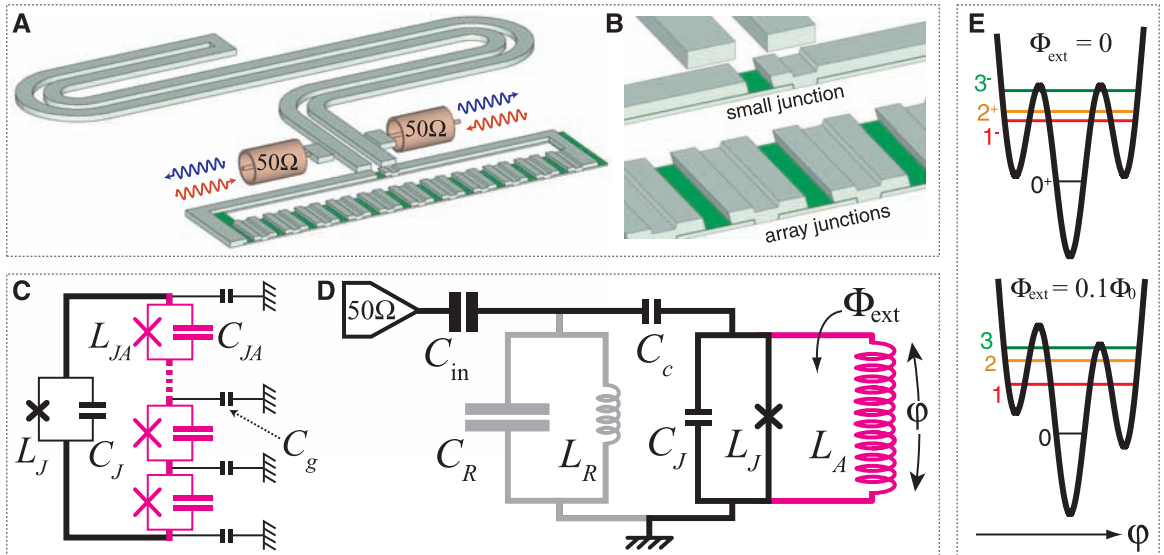 A
50Ω
50Ω
B
small junction
array junctions
C
L_JA
C_JA
L_J
C_J
C_g
D
50Ω
C_in
C_R
L_R
C_c
C_J
L_J
Φ_ext
L_A
φ
E
Φ_ext = 0
3⁻
2⁺
1⁻
0⁺
Φ_ext = 0.1Φ₀
3
2
1
0
φ